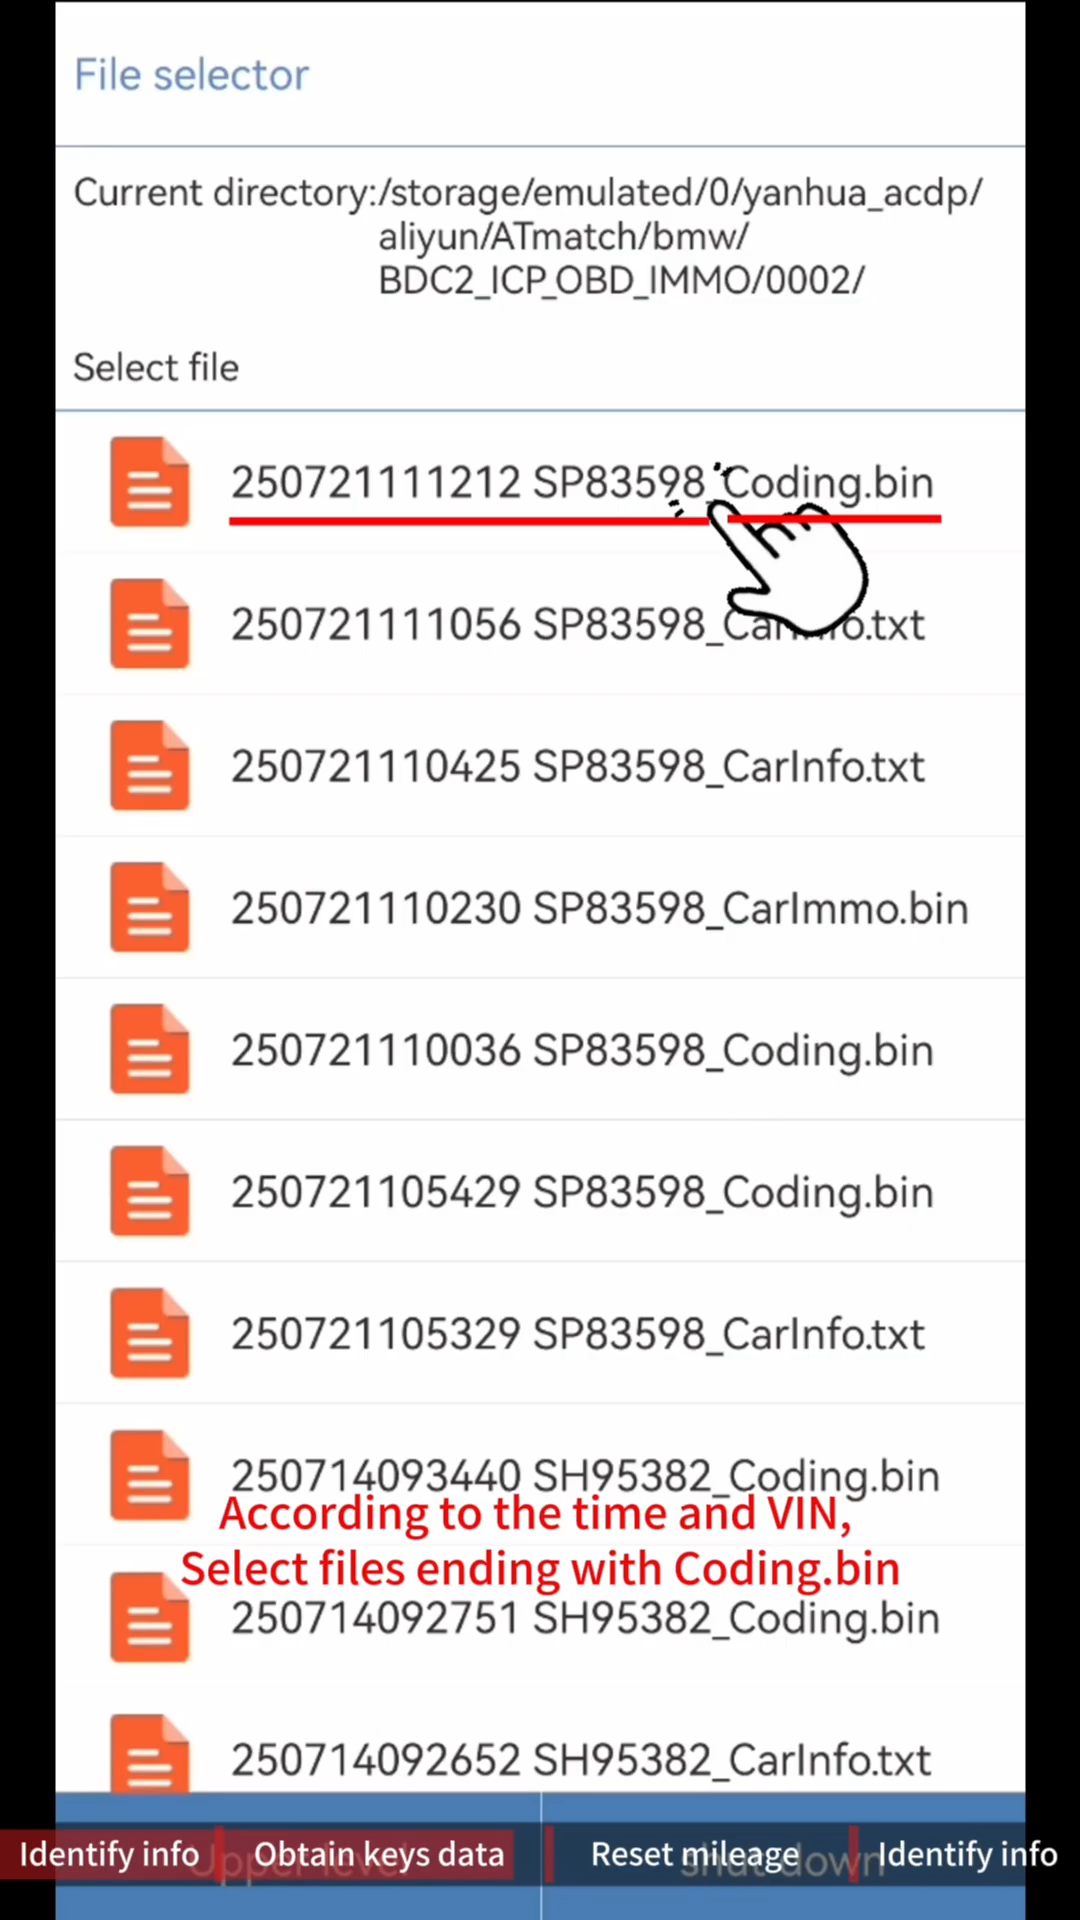 File selector
Current directory:/storage/emulated/0/yanhua_acdp/
aliyun/ATmatch/bmw/
BDC2_ICP_OBD_IMMO/0002/
Select file
250721111212 SP83598_Coding.bin
250721111056 SP83598_CarInfo.txt
250721110425 SP83598_CarInfo.txt
250721110230 SP83598_CarImmo.bin
250721110036 SP83598_Coding.bin
250721105429 SP83598_Coding.bin
250721105329 SP83598_CarInfo.txt
250714093440 SH95382_Coding.bin
According to the time and VIN,
Select files ending with Coding.bin
250714092751 SH95382_Coding.bin
250714092652 SH95382_CarInfo.txt
Identify info Obtain keys data Reset mileage Identify info